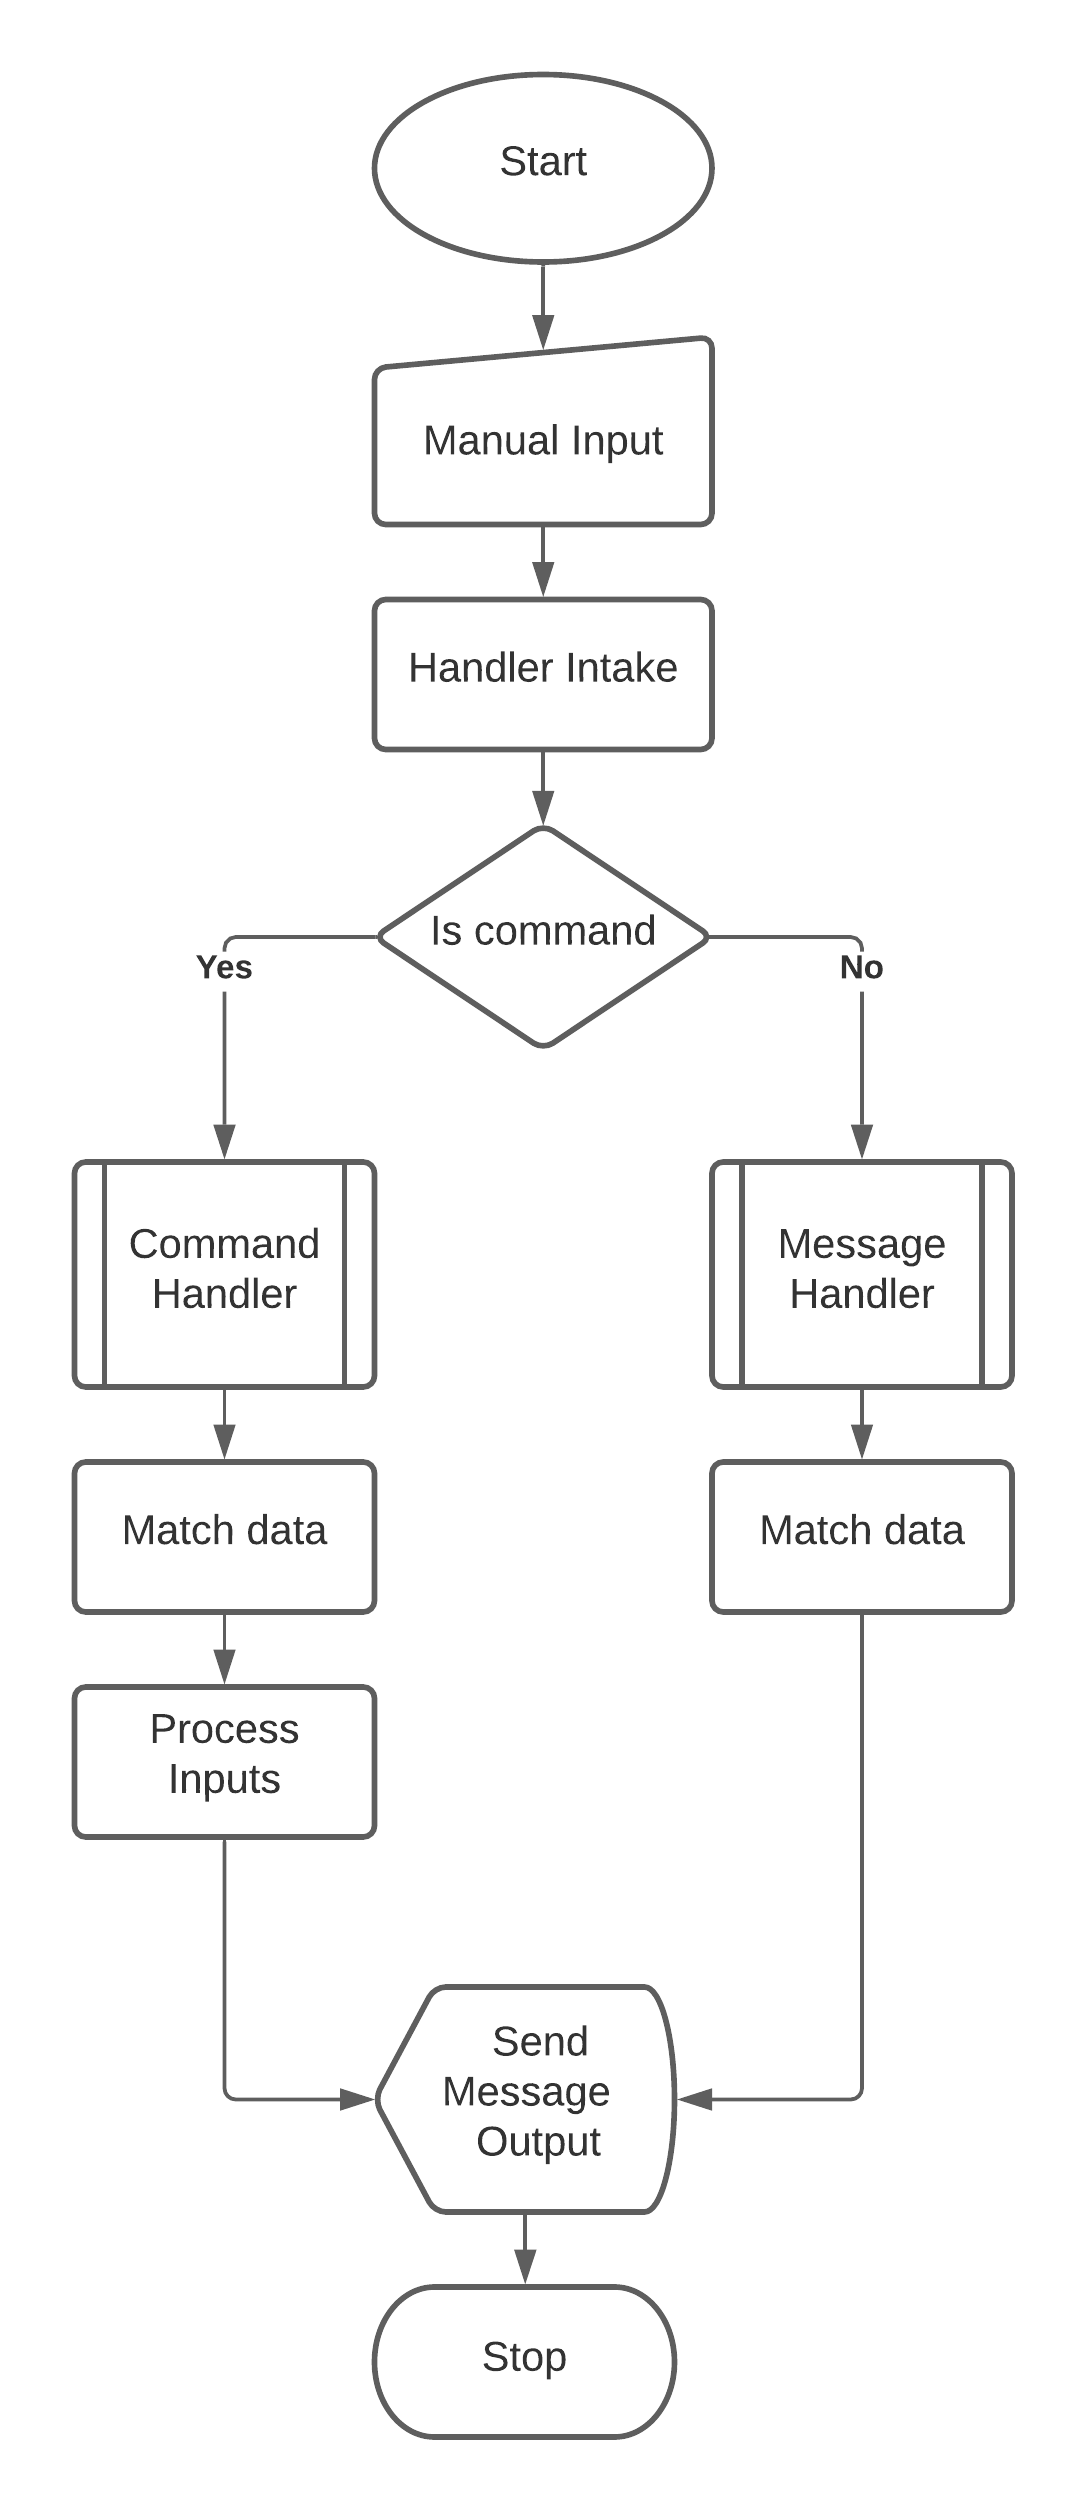 Start
Manual Input
Handler Intake
Is command
Yes
No
Command
Handler
Message
Handler
Match data
Match data
Process
Inputs
Send
Message
Output
Stop